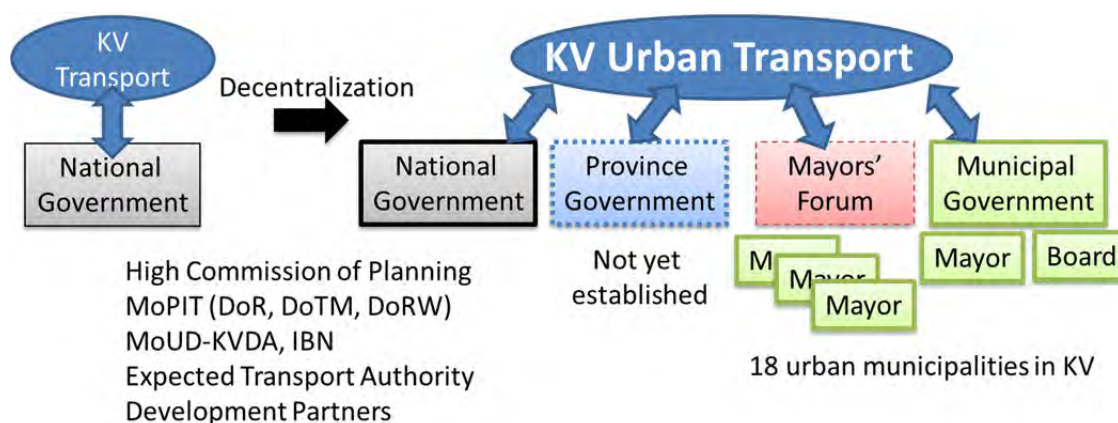 KV
Transport
Decentralization
National
Government
KV Urban Transport
National
Government
Province
Government
Mayors'
Forum
Municipal
Government
Not yet
established
Mayor
Mayor
Mayor
Board
High Commission of Planning
MoPIT (DoR, DoTM, DoRW)
MoUD-KVDA, IBN
Expected Transport Authority
Development Partners
18 urban municipalities in KV